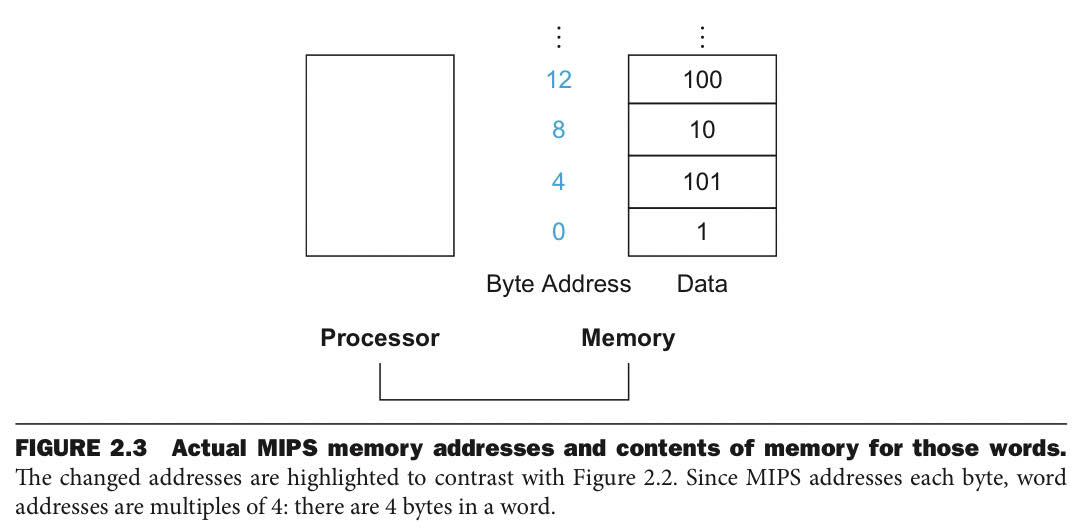 ⋮ ⋮
12 100
8 10
4 101
0 1
Byte Address Data
Processor Memory
FIGURE 2.3 Actual MIPS memory addresses and contents of memory for those words.
The changed addresses are highlighted to contrast with Figure 2.2. Since MIPS addresses each byte, word
addresses are multiples of 4: there are 4 bytes in a word.